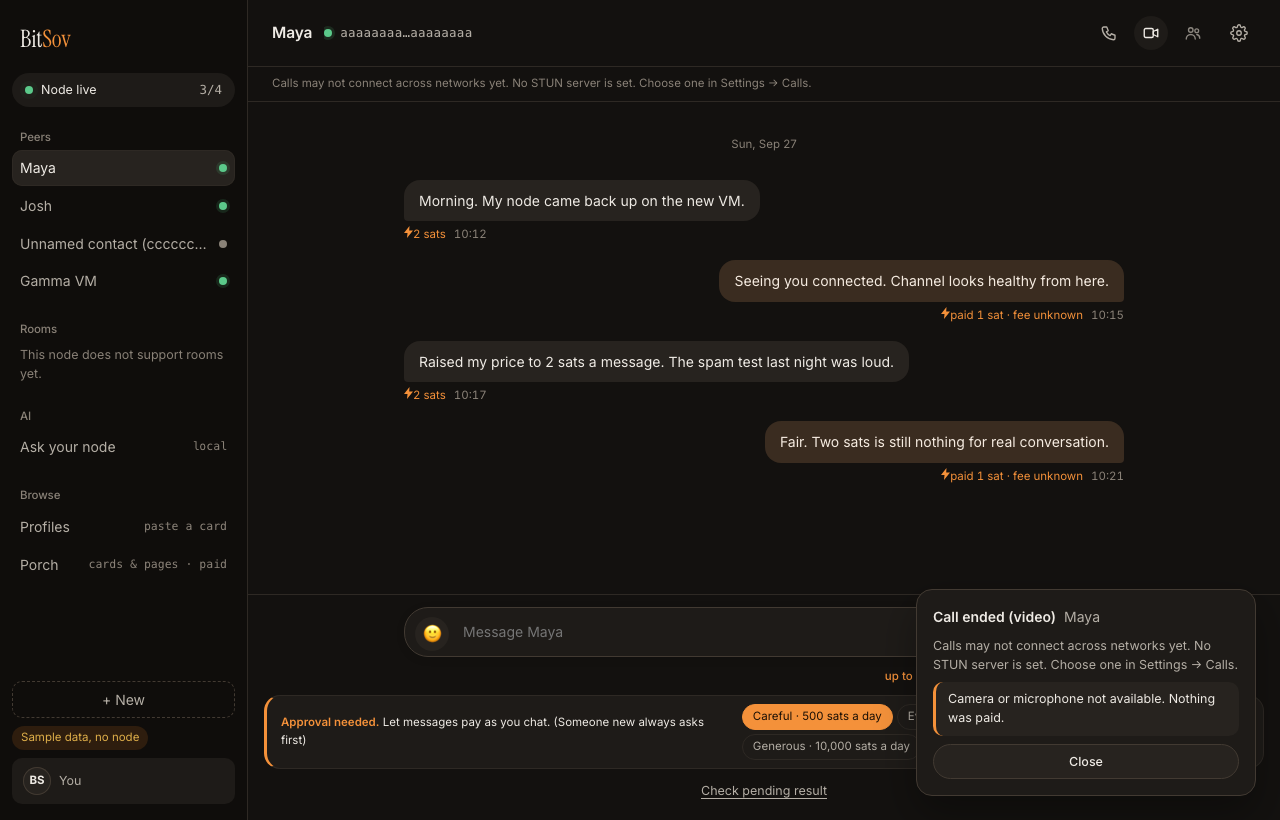 BitSov
Node live 3/4
Peers
Maya
Josh
Unnamed contact (cccccc...
Gamma VM
Rooms
This node does not support rooms
yet.
AI
Ask your node local
Browse
Profiles paste a card
Porch cards & pages · paid
+ New
Sample data, no node
BS You
Maya aaaaaaaa…aaaaaaaa
Calls may not connect across networks yet. No STUN server is set. Choose one in Settings → Calls.
Sun, Sep 27
Morning. My node came back up on the new VM.
2 sats 10:12
Seeing you connected. Channel looks healthy from here.
paid 1 sat · fee unknown 10:15
Raised my price to 2 sats a message. The spam test last night was loud.
2 sats 10:17
Fair. Two sats is still nothing for real conversation.
paid 1 sat · fee unknown 10:21
Message Maya
up to
Approval needed. Let messages pay as you chat. (Someone new always asks
first)
Careful · 500 sats a day
Generous · 10,000 sats a day
Check pending result
Call ended (video) Maya
Calls may not connect across networks yet. No
STUN server is set. Choose one in Settings → Calls.
Camera or microphone not available. Nothing
was paid.
Close